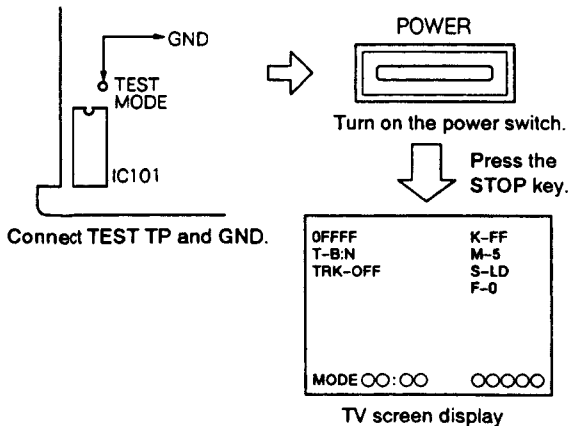 GND
TEST
MODE
IC101
Connect TEST TP and GND.
POWER
Turn on the power switch.
Press the
STOP key.
0FFFF K-FF
T-B:N M-5
TRK-OFF S-LD
F-0
MODE ○○:○○ ○○○○○
TV screen display